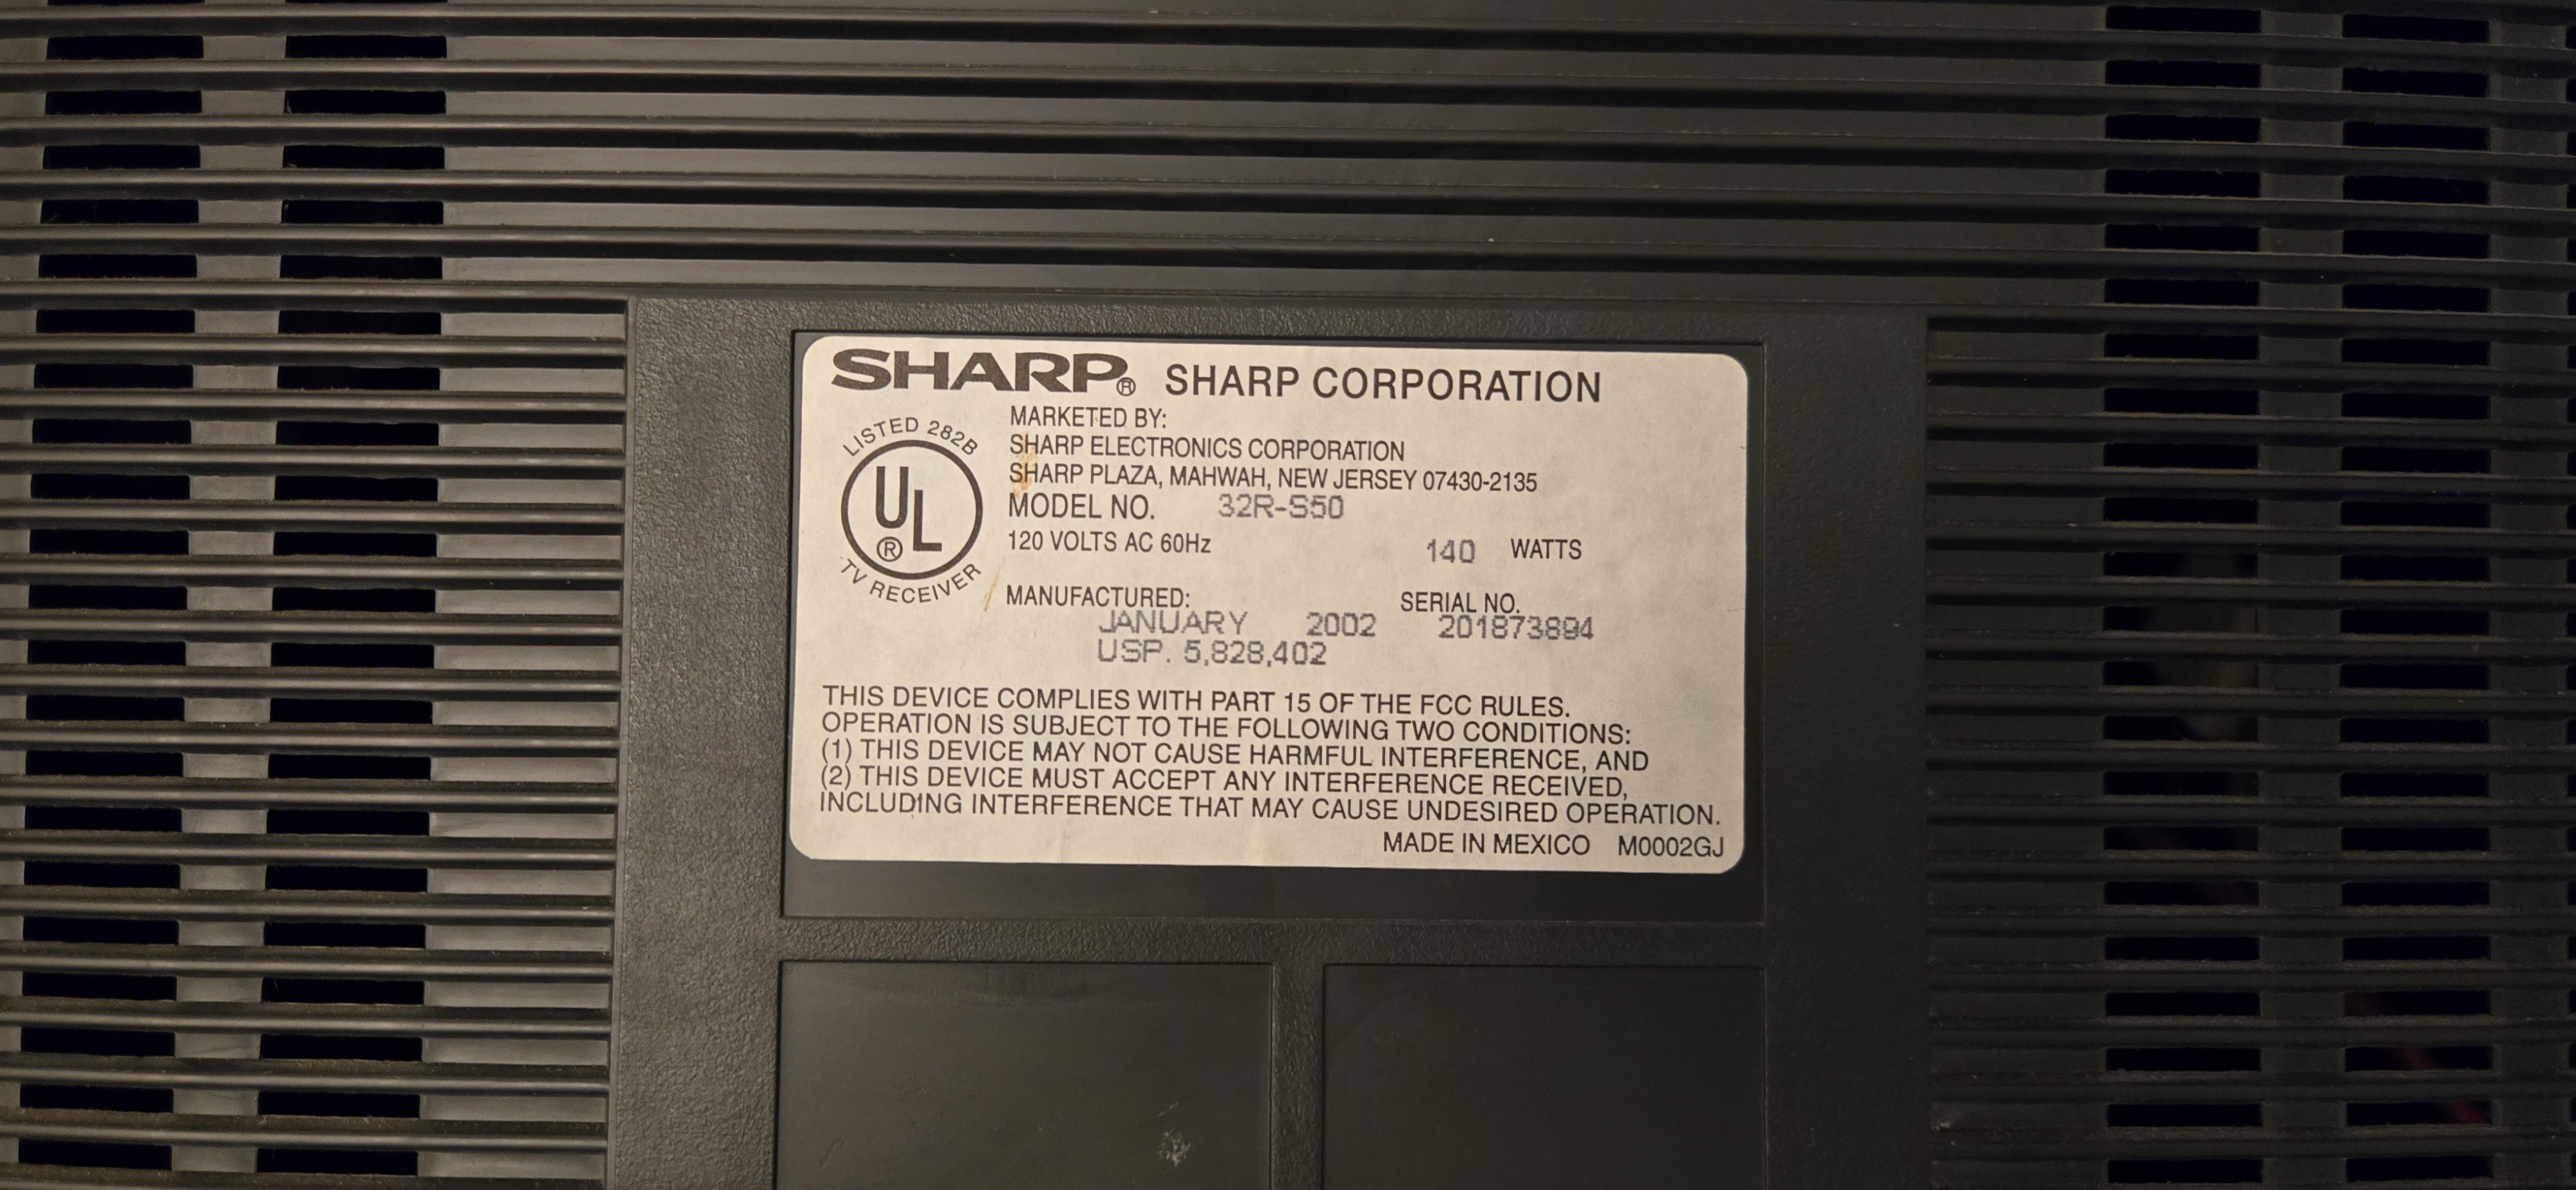 SHARP® SHARP CORPORATION
LISTED 282B
UL®
TV RECEIVER
MARKETED BY:
SHARP ELECTRONICS CORPORATION
SHARP PLAZA, MAHWAH, NEW JERSEY 07430-2135
MODEL NO. 32R-S50
120 VOLTS AC 60Hz 140 WATTS
MANUFACTURED: SERIAL NO.
JANUARY 2002 201873894
USP. 5,828,402
THIS DEVICE COMPLIES WITH PART 15 OF THE FCC RULES.
OPERATION IS SUBJECT TO THE FOLLOWING TWO CONDITIONS:
(1) THIS DEVICE MAY NOT CAUSE HARMFUL INTERFERENCE, AND
(2) THIS DEVICE MUST ACCEPT ANY INTERFERENCE RECEIVED,
INCLUDING INTERFERENCE THAT MAY CAUSE UNDESIRED OPERATION.
MADE IN MEXICO M0002GJ